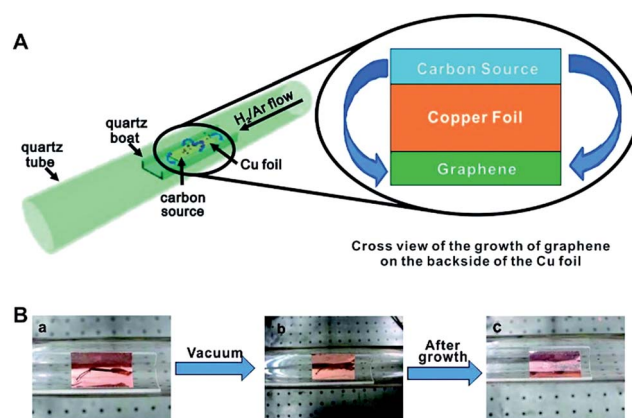 A
quartz
tube
quartz
boat
H₂/Ar flow
Cu foil
carbon
source
Carbon Source
Copper Foil
Graphene
Cross view of the growth of graphene
on the backside of the Cu foil
B
a
Vacuum
b
After
growth
c